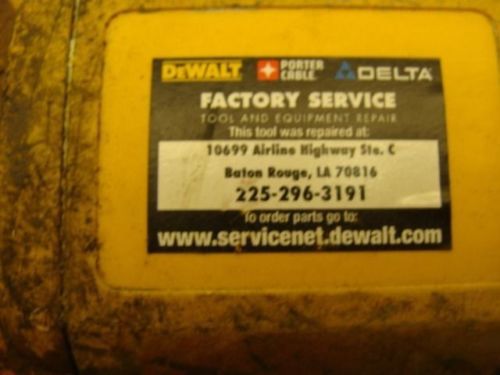 DEWALT PORTER CABLE. DELTA
FACTORY SERVICE
TOOL AND EQUIPMENT REPAIR
This tool was repaired at:
10699 Airline Highway Ste. C
Baton Rouge, LA 70816
225-296-3191
To order parts go to:
www.servicenet.dewalt.com